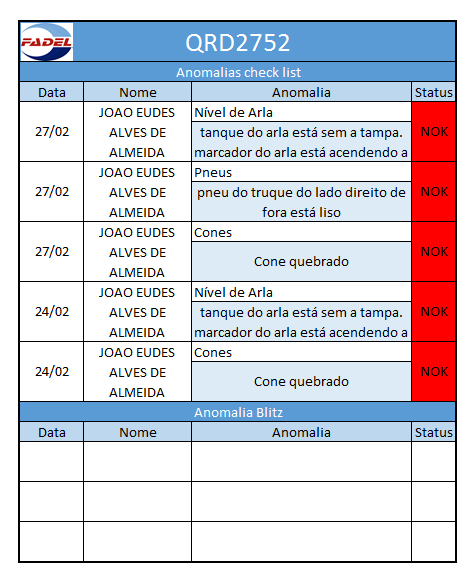 FADEL
QRD2752
Anomalias check list
Data Nome Anomalia Status
27/02
JOAO EUDES
ALVES DE
ALMEIDA
Nível de Arla
tanque do arla está sem a tampa.
marcador do arla está acendendo a
NOK
27/02
JOAO EUDES
ALVES DE
ALMEIDA
Pneus
pneu do truque do lado direito de
fora está liso
NOK
27/02
JOAO EUDES
ALVES DE
ALMEIDA
Cones
Cone quebrado
NOK
24/02
JOAO EUDES
ALVES DE
ALMEIDA
Nível de Arla
tanque do arla está sem a tampa.
marcador do arla está acendendo a
NOK
24/02
JOAO EUDES
ALVES DE
ALMEIDA
Cones
Cone quebrado
NOK
Anomalia Blitz
Data Nome Anomalia Status